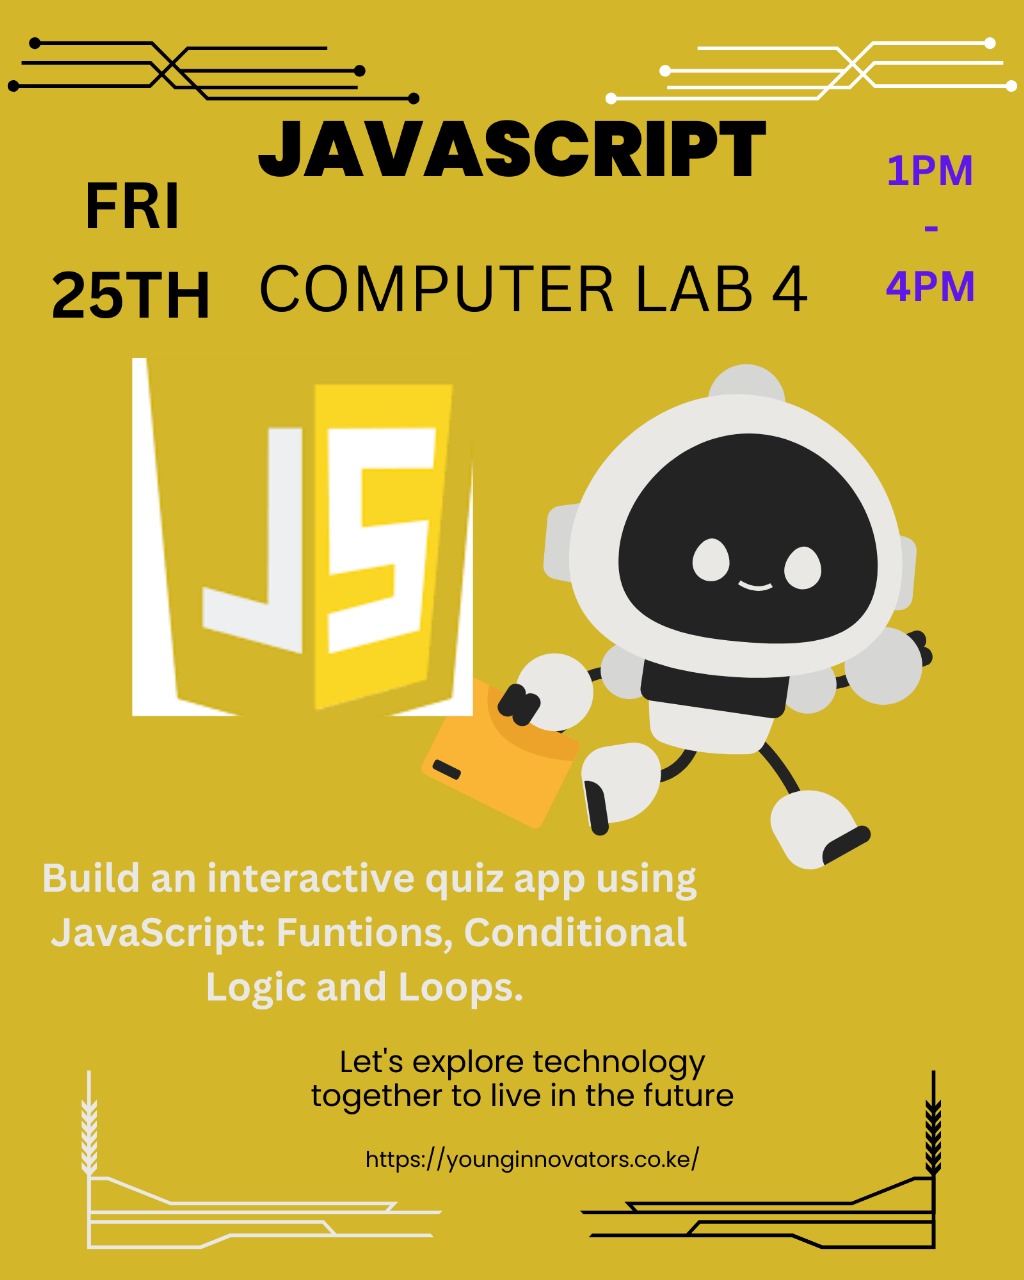 JAVASCRIPT
FRI
25TH
COMPUTER LAB 4
1PM
-
4PM
JS
Build an interactive quiz app using
JavaScript: Funtions, Conditional
Logic and Loops.
Let's explore technology
together to live in the future
https://younginnovators.co.ke/